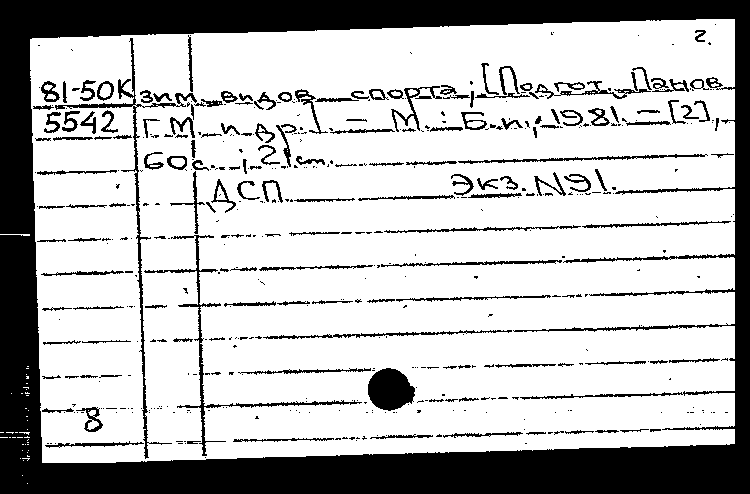 2.
81-50К зим. видов спорта; [Подгот. Панов
5542 Г.М. и др.]. – М. : Б.и., 1981. – [2],
60с. ; 21см.
ДСП Экз. №91.
8